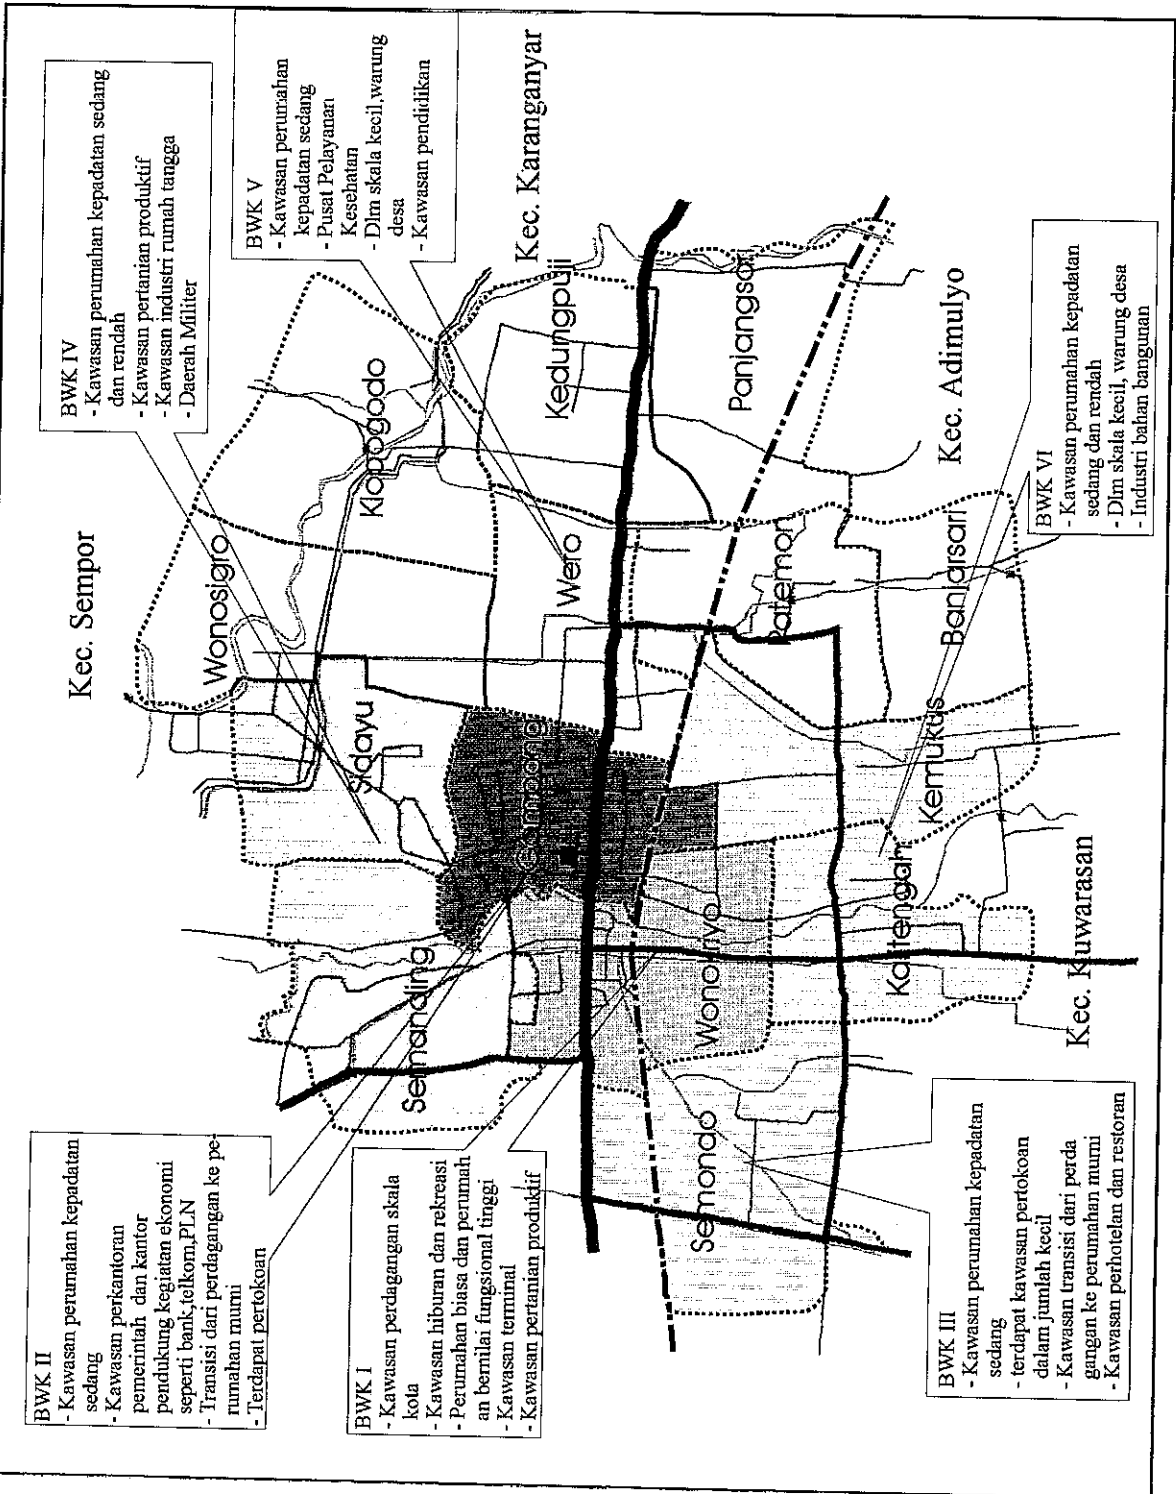 BWK II
- Kawasan perumahan kepadatan
sedang
- Kawasan perkantoran
pemerintah dan kantor
pendukung kegiatan ekonomi
seperti bank,telkom,PLN
- Transisi dari perdagangan ke pe-
rumahan murni
- Terdapat pertokoan
BWK I
- Kawasan perdagangan skala
kota
- Kawasan hiburan dan rekreasi
- Perumahan biasa dan perumah
an bernilai fungsional tinggi
- Kawasan terminal
- Kawasan pertanian produktif
BWK III
- Kawasan perumahan kepadatan
sedang
- terdapat kawasan pertokoan
dalam jumlah kecil
- Kawasan transisi dari perda
gangan ke perumahan murni
- Kawasan perhotelan dan restoran
BWK IV
- Kawasan perumahan kepadatan sedang
dan rendah
- Kawasan pertanian produktif
- Kawasan industri rumah tangga
- Daerah Militer
BWK V
- Kawasan perumahan
kepadatan sedang
- Pusat Pelayanan
Kesehatan
- Dlm skala kecil,warung
desa
- Kawasan pendidikan
BWK VI
- Kawasan perumahan kepadatan
sedang dan rendah
- Dlm skala kecil, warung desa
- Industri bahan bangunan
Kec. Sempor
Kec. Karanganyar
Kec. Adimulyo
Kec. Kuwarasan
Wonosigro
Klopogodo
Sidayu
Semanding
Gombong
Wero
Kedungpuji
Panjangsari
Patemon
Wonokriyo
Semondo
Kalitengah
Kemukus
Banjarsari